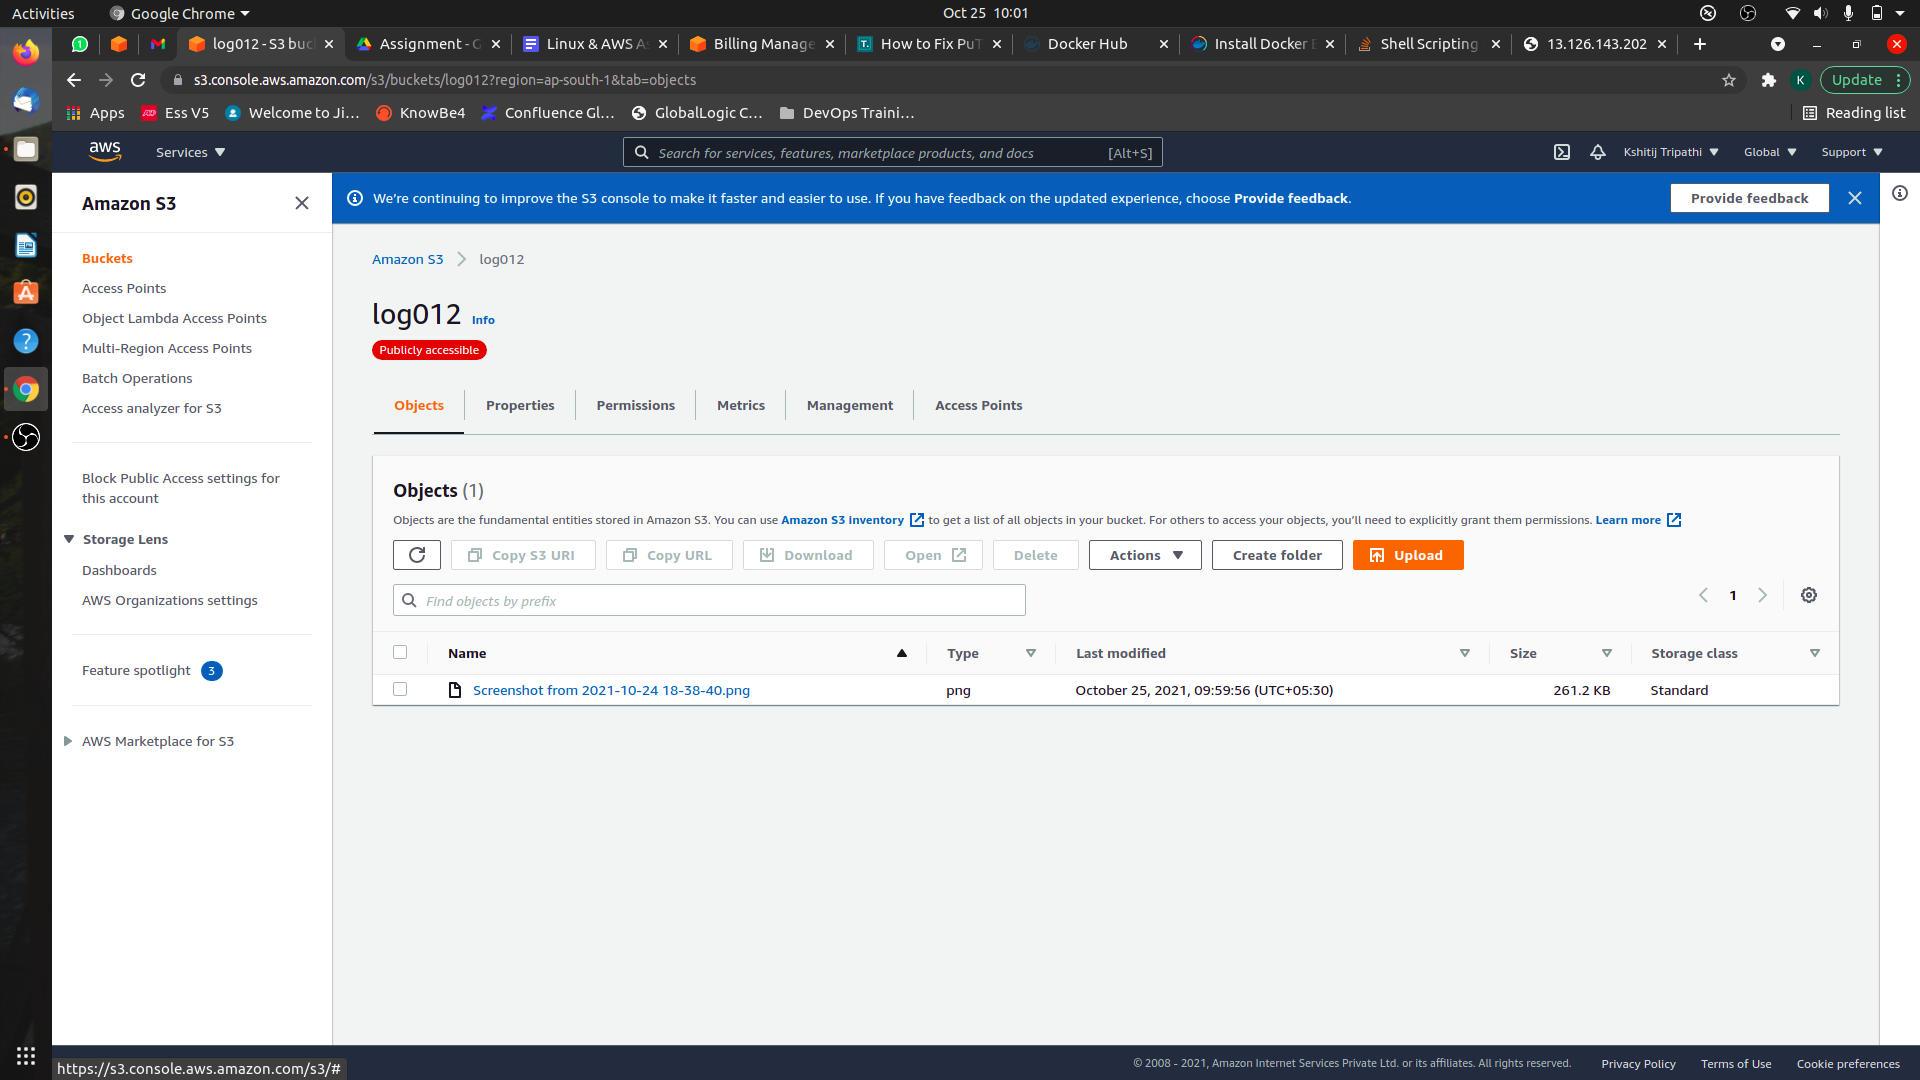 Activities
Google Chrome
Oct 25 10:01
log012 - S3 buc
Assignment - G
Linux & AWS As
Billing Manage
How to Fix PuT
Docker Hub
Install Docker E
Shell Scripting
13.126.143.202
s3.console.aws.amazon.com/s3/buckets/log012?region=ap-south-1&tab=objects
K
Update
Apps
Ess V5
Welcome to Ji...
KnowBe4
Confluence Gl...
GlobalLogic C...
DevOps Traini...
Reading list
aws
Services
Search for services, features, marketplace products, and docs
[Alt+S]
Kshitij Tripathi
Global
Support
Amazon S3
Buckets
Access Points
Object Lambda Access Points
Multi-Region Access Points
Batch Operations
Access analyzer for S3
Block Public Access settings for
this account
Storage Lens
Dashboards
AWS Organizations settings
Feature spotlight 3
AWS Marketplace for S3
We're continuing to improve the S3 console to make it faster and easier to use. If you have feedback on the updated experience, choose Provide feedback.
Provide feedback
Amazon S3 > log012
log012 Info
Publicly accessible
Objects
Properties
Permissions
Metrics
Management
Access Points
Objects (1)
Objects are the fundamental entities stored in Amazon S3. You can use Amazon S3 inventory to get a list of all objects in your bucket. For others to access your objects, you'll need to explicitly grant them permissions. Learn more
Copy S3 URI
Copy URL
Download
Open
Delete
Actions
Create folder
Upload
Find objects by prefix
1
Name
Type
Last modified
Size
Storage class
Screenshot from 2021-10-24 18-38-40.png
png
October 25, 2021, 09:59:56 (UTC+05:30)
261.2 KB
Standard
https://s3.console.aws.amazon.com/s3/#
© 2008 - 2021, Amazon Internet Services Private Ltd. or its affiliates. All rights reserved.
Privacy Policy
Terms of Use
Cookie preferences